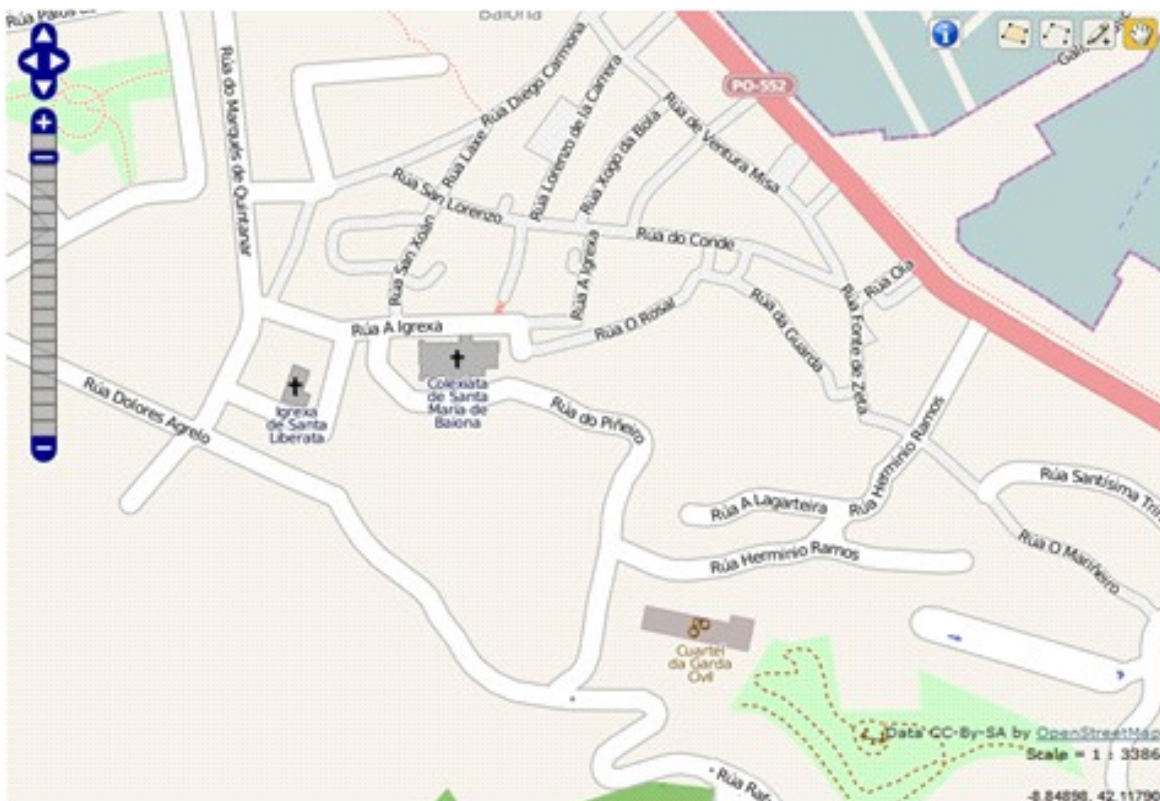 Baiona
PO-552
Rúa do Marqués de Quintanar
Rúa Diego Carmona
Rúa Laxe
Rúa Lorenzo de la Carrera
Rúa Xogo da Bola
Rúa de Ventura Misa
Rúa San Lorenzo
Rúa San Xoán
Rúa do Conde
Rúa A Igrexa
Rúa Oia
Rúa A Igrexa
Rúa O Rosal
Rúa da Guarda
Rúa Fonte de Zeta
Colexiata
de Santa
María de
Baiona
Igrexa
de Santa
Liberata
Rúa Dolores Agrelo
Rúa do Piñeiro
Rúa Herminio Ramos
Rúa A Lagarteira
Rúa Santísima
Rúa Herminio Ramos
Rúa O Mariñeiro
Cuartel
da Garda
Civil
Data CC-By-SA by OpenStreetMap
Scale = 1 : 3386
Rúa
-8.84898, 42.11790